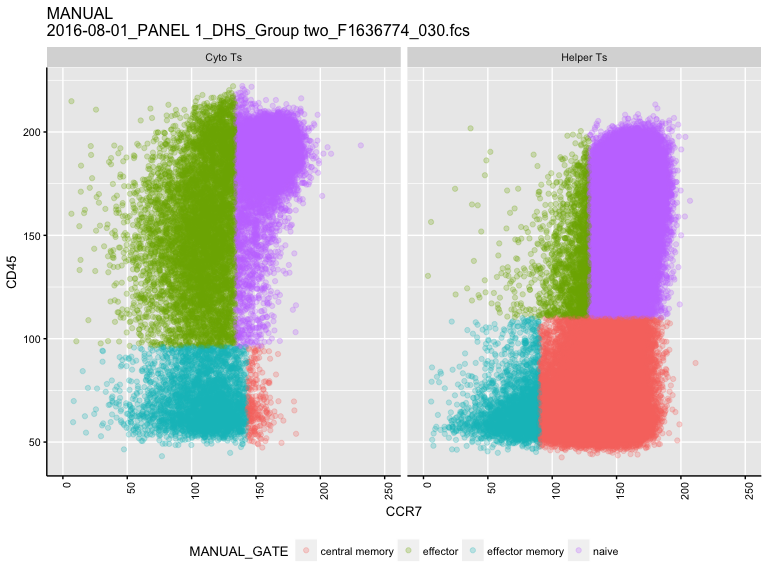 MANUAL
2016-08-01_PANEL 1_DHS_Group two_F1636774_030.fcs
Cyto Ts
Helper Ts
200
150
100
50
CD45
0
50
100
150
200
250
0
50
100
150
200
250
CCR7
MANUAL_GATE
central memory
effector
effector memory
naive